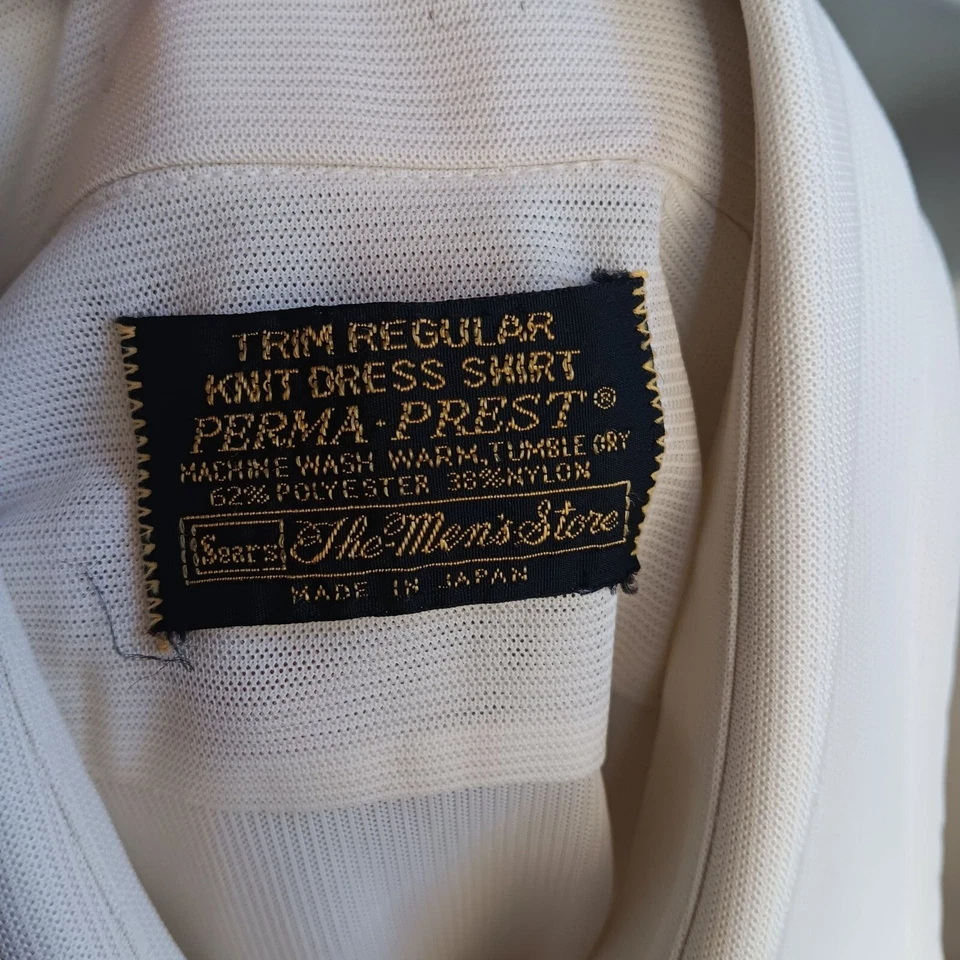 TRIM REGULAR
KNIT DRESS SHIRT
PERMA·PREST®
MACHINE WASH WARM TUMBLE DRY
62% POLYESTER 38% NYLON
Sears The Men's Store
MADE IN JAPAN